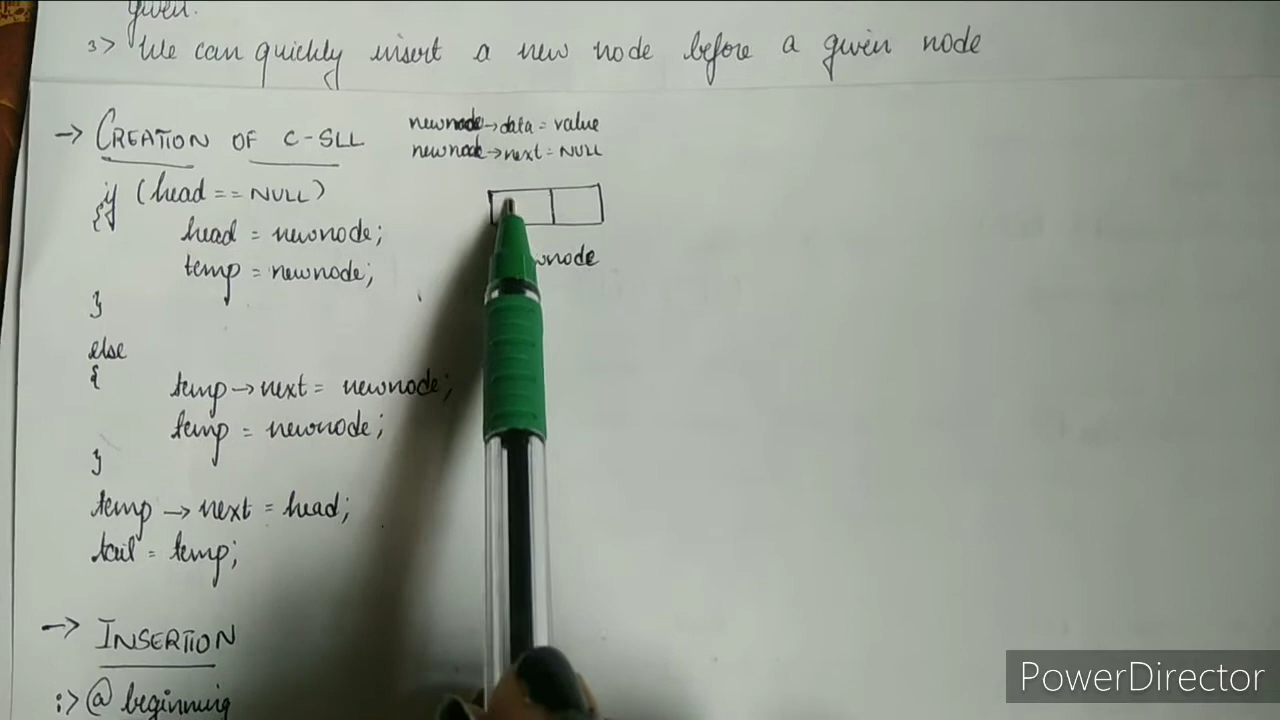 given.
3> We can quickly insert a new node before a given node
→ CREATION OF C-SLL
newnode→data = value
newnode→next = NULL
if (head == NULL)
{
head = newnode;
temp = newnode;
}
else
{
temp→next = newnode;
temp = newnode;
}
temp→next = head;
tail = temp;
→ INSERTION
:> @ beginning
PowerDirector